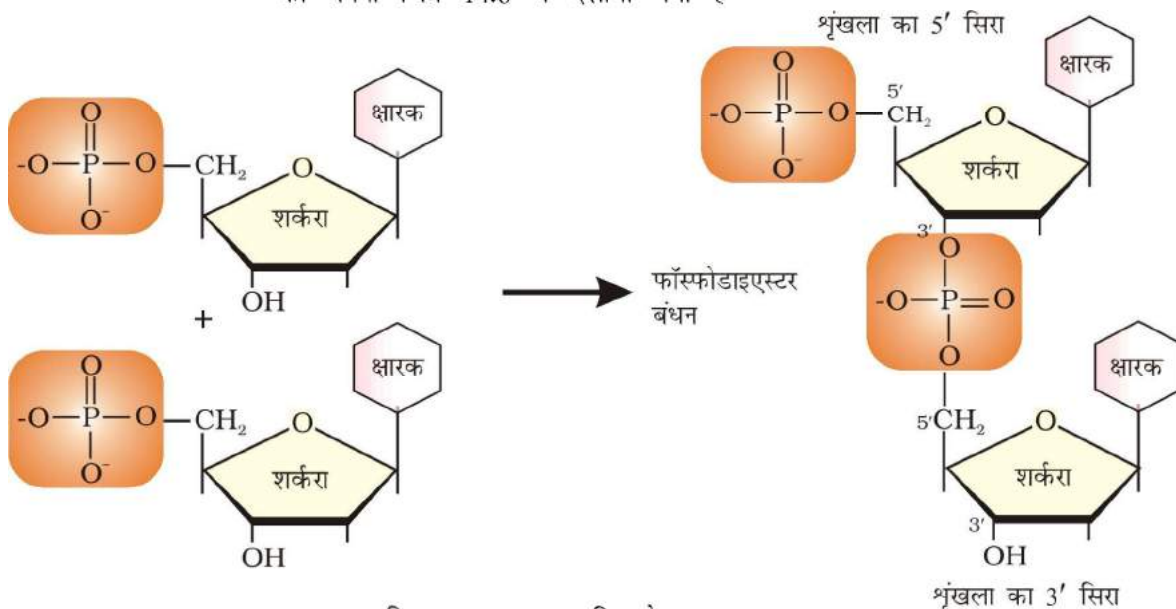 शृंखला का 5′ सिरा
O
-O—P—O—CH₂
O⁻
O
शर्करा
क्षारक
OH
+
O
-O—P—O—CH₂
O⁻
O
शर्करा
क्षारक
OH
फॉस्फोडाइएस्टर
बंधन
O
-O—P—O—CH₂
5′
O⁻
O
शर्करा
क्षारक
3′
O
-O—P=O
O
5′CH₂
O
शर्करा
क्षारक
3′
OH
शृंखला का 3′ सिरा